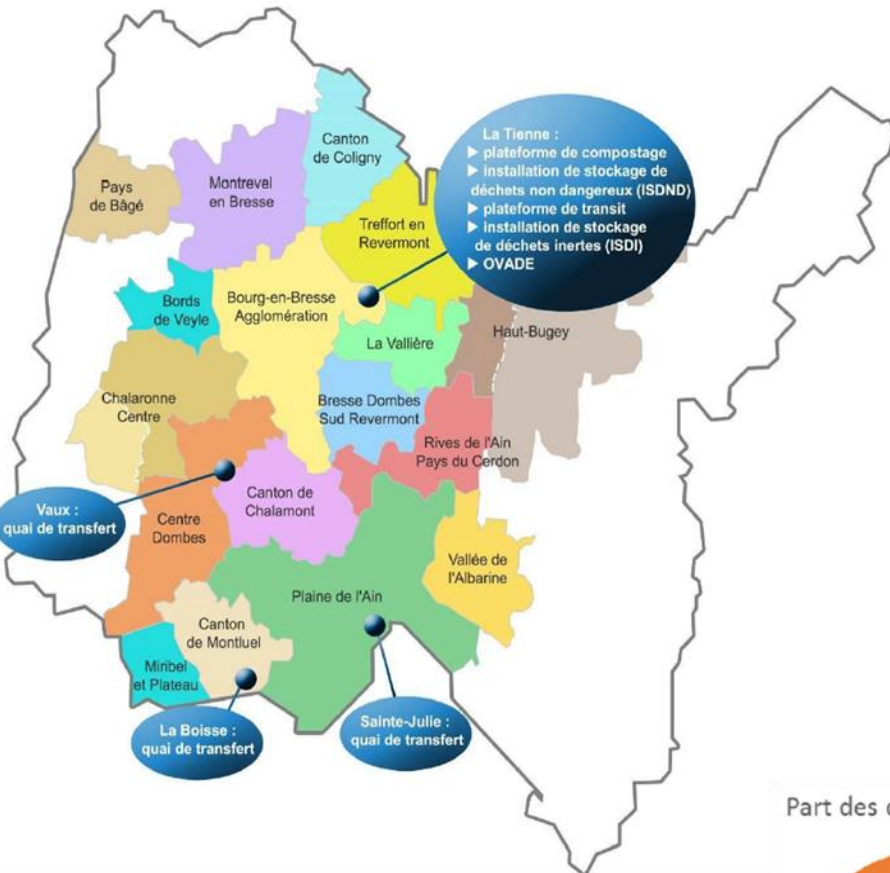 Canton
de Coligny
La Tienne :
▶ plateforme de compostage
▶ installation de stockage de
déchets non dangereux (ISDND)
▶ plateforme de transit
▶ installation de stockage
de déchets inertes (ISDI)
▶ OVADE
Pays
de Bâgé
Montrevel
en Bresse
Treffort en
Revermont
Bords
de Veyle
Bourg-en-Bresse
Agglomération
La Vallière
Haut-Bugey
Chalaronne
Centre
Bresse Dombes
Sud Revermont
Rives de l'Ain
Pays du Cerdon
Vaux :
quai de transfert
Centre
Dombes
Canton de
Chalamont
Vallée de
l'Albarine
Plaine de l'Ain
Canton
de Montluel
Miribel
et Plateau
La Boisse :
quai de transfert
Sainte-Julie :
quai de transfert
Part des